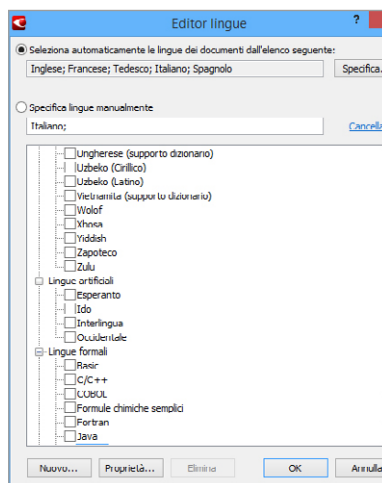 Editor lingue
?
Seleziona automaticamente le lingue dei documenti dall'elenco seguente:
Inglese; Francese; Tedesco; Italiano; Spagnolo
Specifica.
Specifica lingue manualmente
Italiano;
Cancella
Ungherese (supporto dizionario)
Uzbeko (Cirillico)
Uzbeko (Latino)
Vietnamita (supporto dizionario)
Wolof
Xhosa
Yiddish
Zapoteco
Zulu
Lingue artificiali
Esperanto
Ido
Interlingua
Occidentale
Lingue formali
Basic
C/C++
COBOL
Formule chimiche semplici
Fortran
Java
Nuovo... Proprietà... Elimina OK Annulla